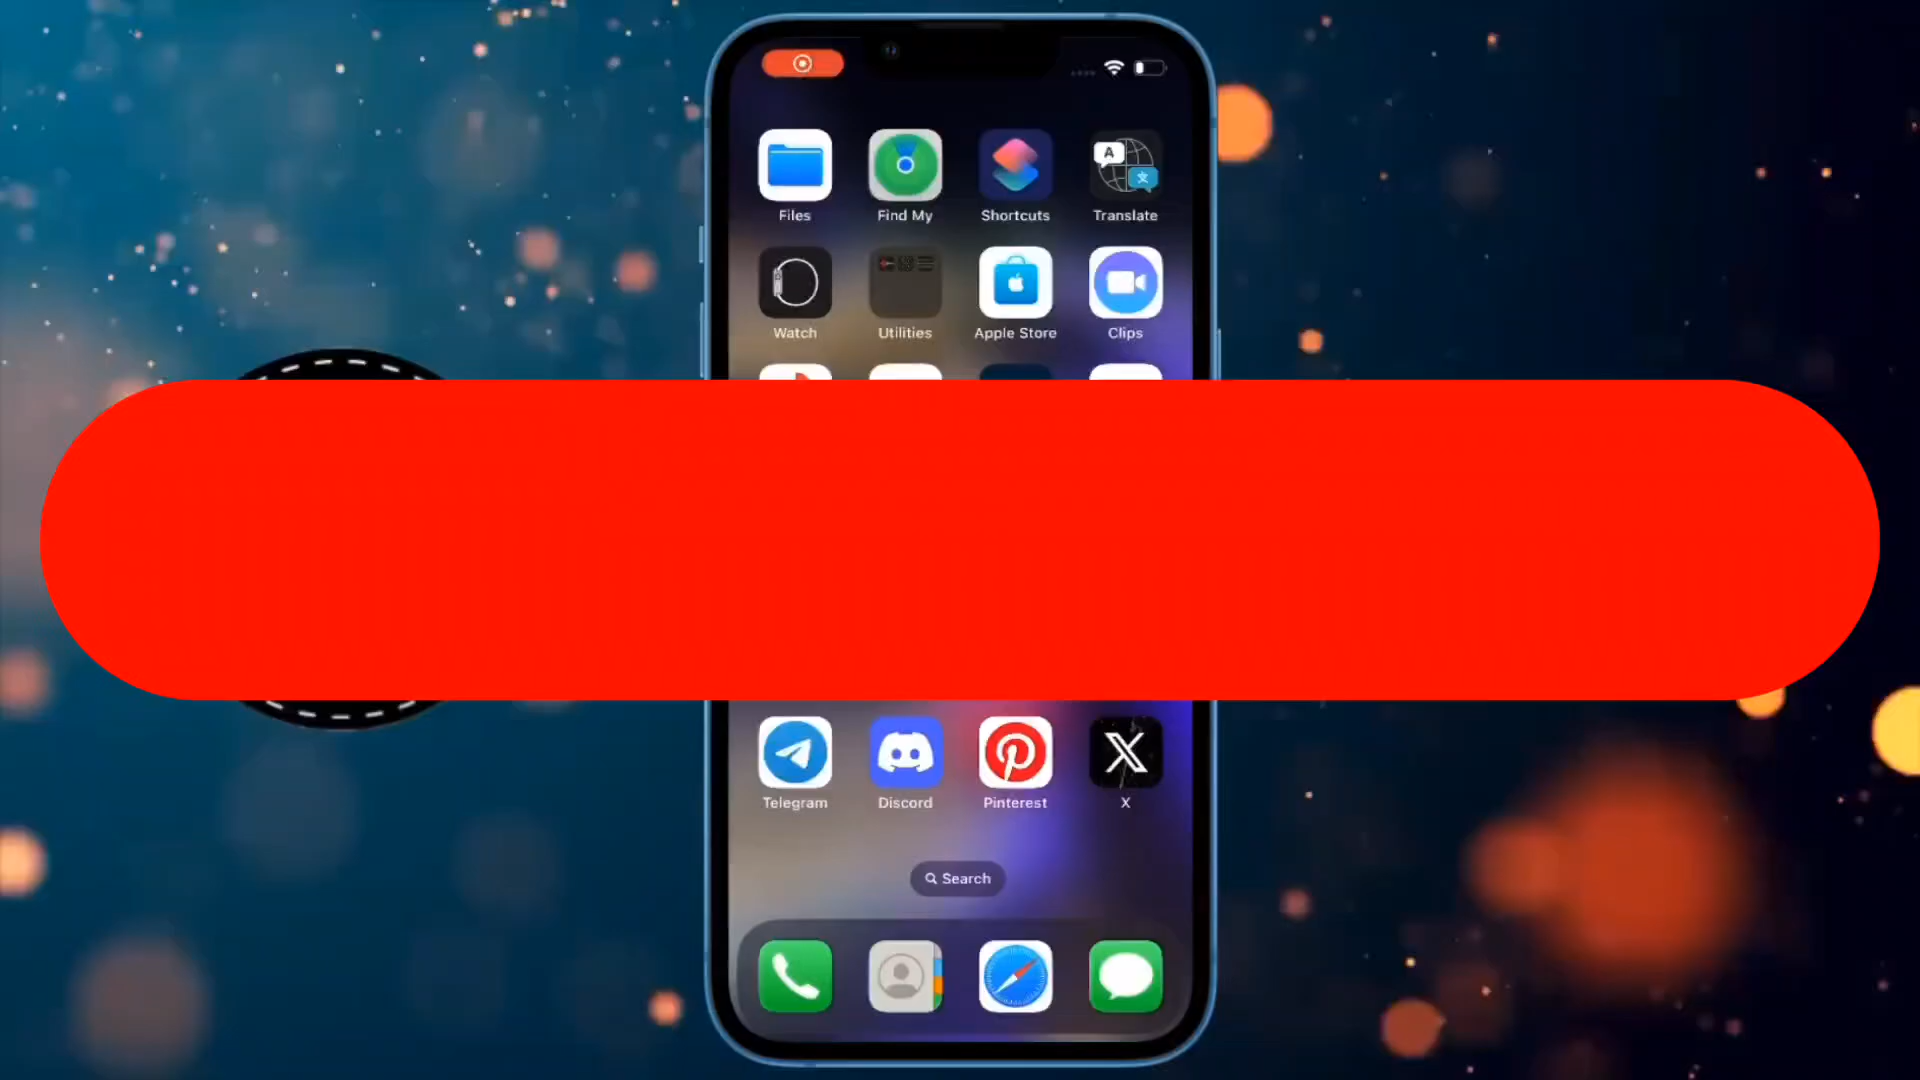 Files Find My Shortcuts Translate
Watch Utilities Apple Store Clips
Telegram Discord Pinterest X
Search